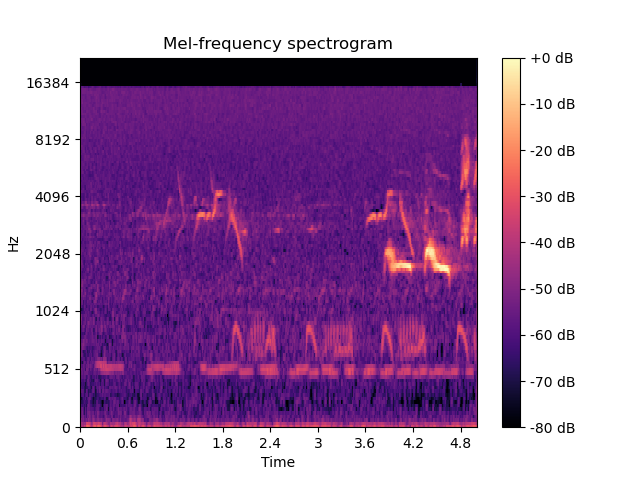 Mel-frequency spectrogram
Hz
16384
8192
4096
2048
1024
512
0
0 0.6 1.2 1.8 2.4 3 3.6 4.2 4.8
Time
+0 dB
-10 dB
-20 dB
-30 dB
-40 dB
-50 dB
-60 dB
-70 dB
-80 dB